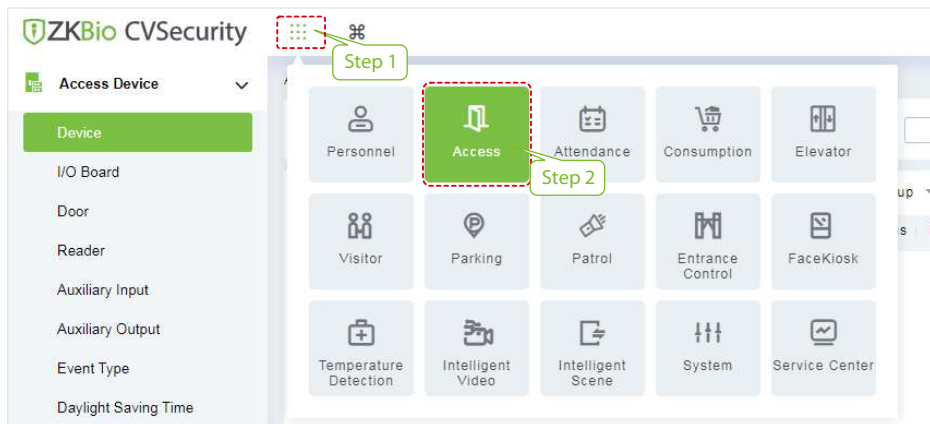 ZKBio CVSecurity
Step 1
Access Device
Device
I/O Board
Door
Reader
Auxiliary Input
Auxiliary Output
Event Type
Daylight Saving Time
Personnel
Access
Attendance
Consumption
Elevator
Step 2
Visitor
Parking
Patrol
Entrance
Control
FaceKiosk
Temperature
Detection
Intelligent
Video
Intelligent
Scene
System
Service Center
up